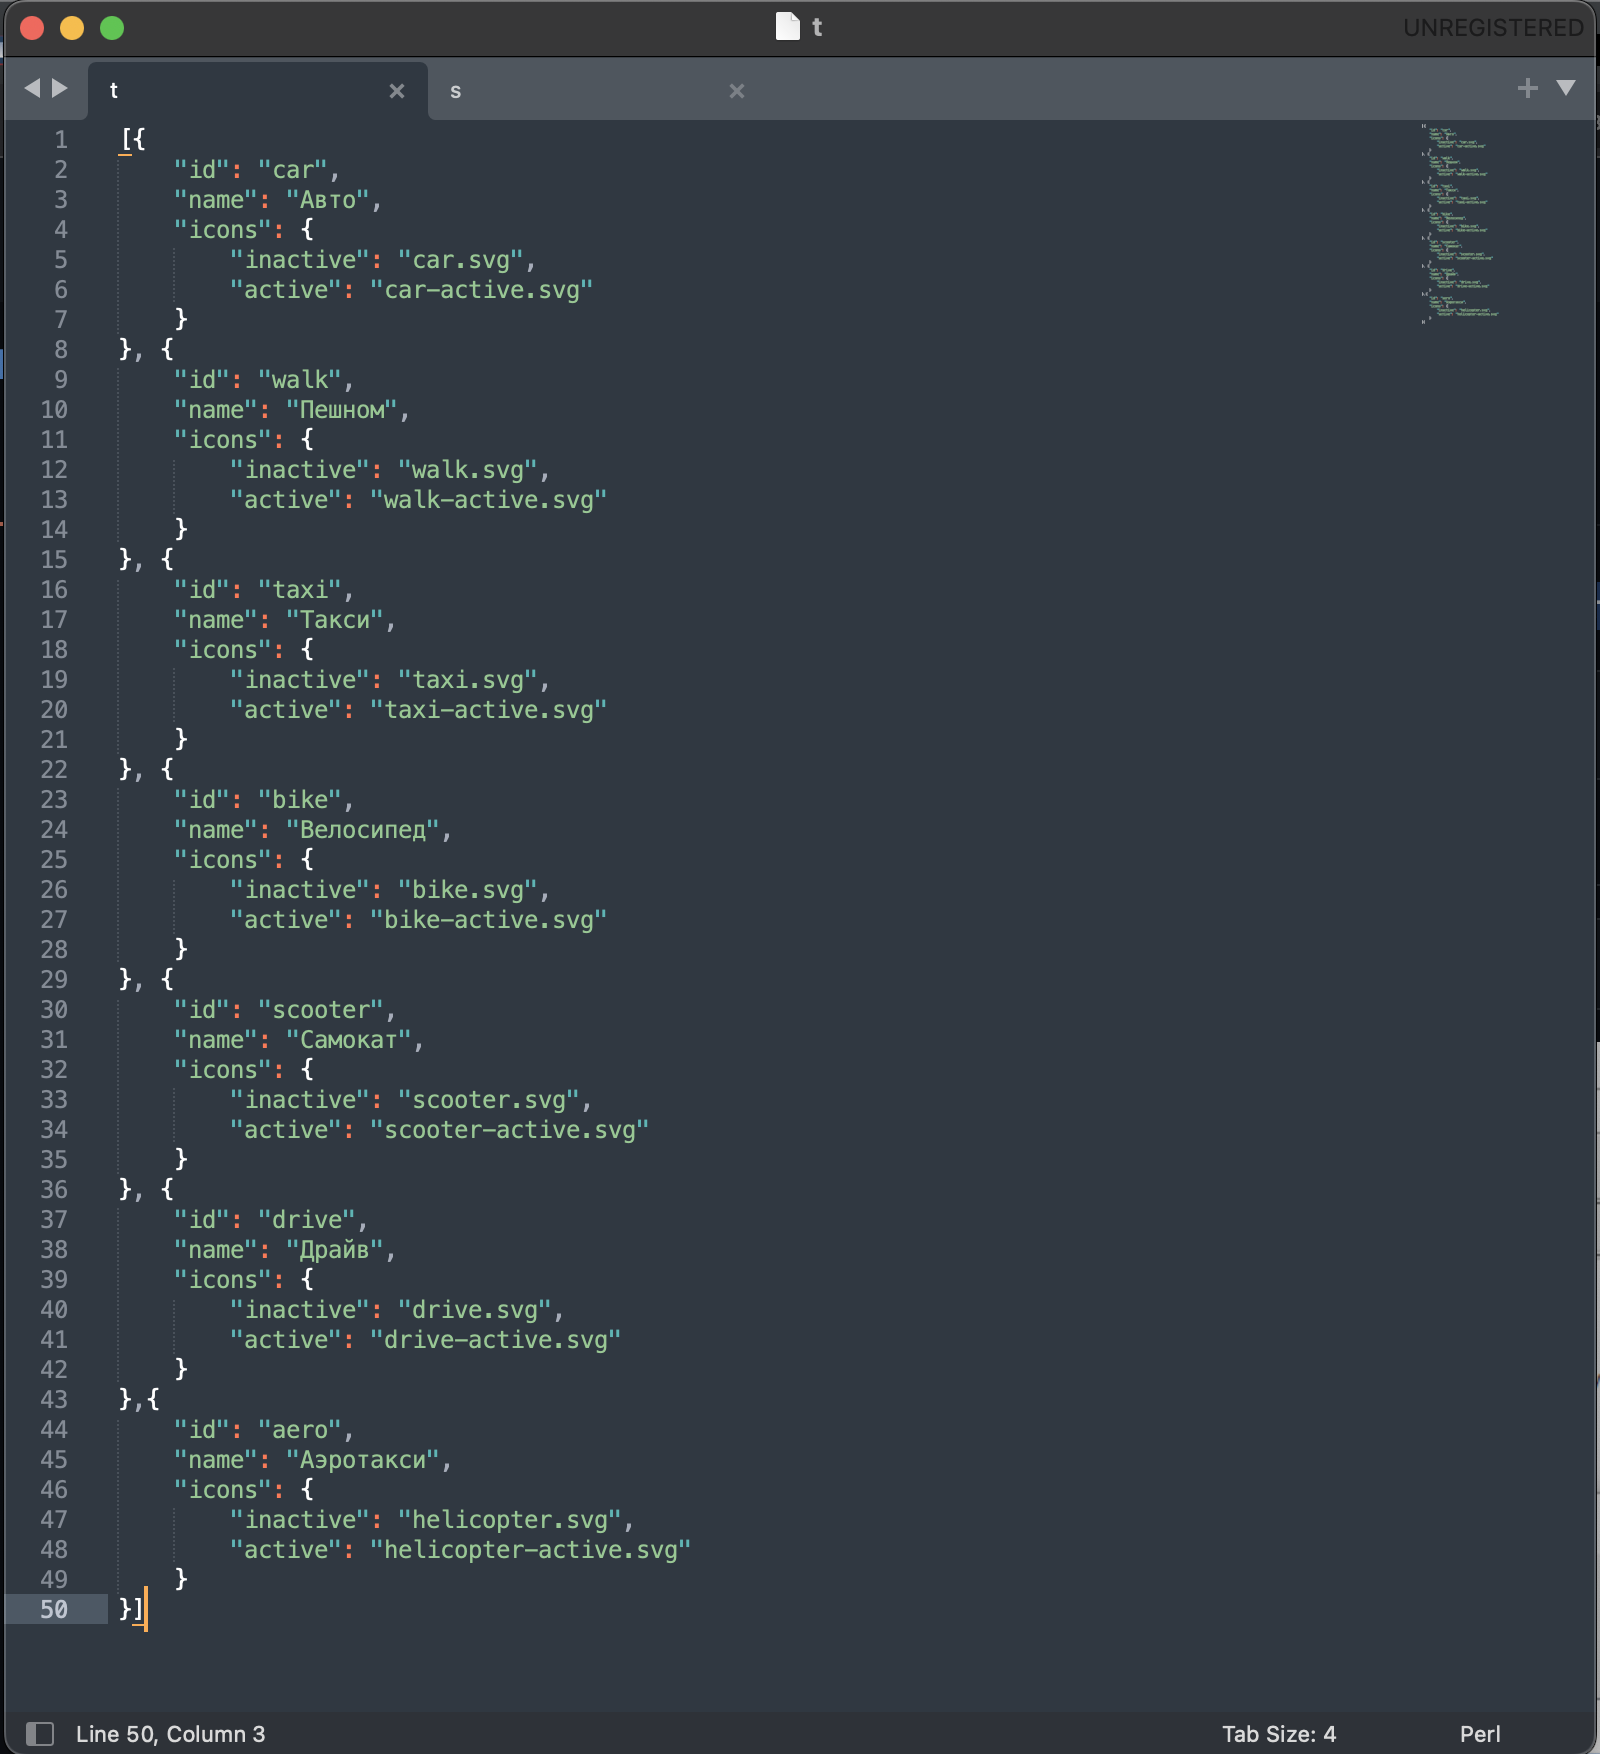 t
UNREGISTERED
t
s
1 [{
2 "id": "car",
3 "name": "Авто",
4 "icons": {
5 "inactive": "car.svg",
6 "active": "car-active.svg"
7 }
8 }, {
9 "id": "walk",
10 "name": "Пешном",
11 "icons": {
12 "inactive": "walk.svg",
13 "active": "walk-active.svg"
14 }
15 }, {
16 "id": "taxi",
17 "name": "Такси",
18 "icons": {
19 "inactive": "taxi.svg",
20 "active": "taxi-active.svg"
21 }
22 }, {
23 "id": "bike",
24 "name": "Велосипед",
25 "icons": {
26 "inactive": "bike.svg",
27 "active": "bike-active.svg"
28 }
29 }, {
30 "id": "scooter",
31 "name": "Самокат",
32 "icons": {
33 "inactive": "scooter.svg",
34 "active": "scooter-active.svg"
35 }
36 }, {
37 "id": "drive",
38 "name": "Драйв",
39 "icons": {
40 "inactive": "drive.svg",
41 "active": "drive-active.svg"
42 }
43 },{
44 "id": "aero",
45 "name": "Аэротакси",
46 "icons": {
47 "inactive": "helicopter.svg",
48 "active": "helicopter-active.svg"
49 }
50 }]
Line 50, Column 3
Tab Size: 4
Perl